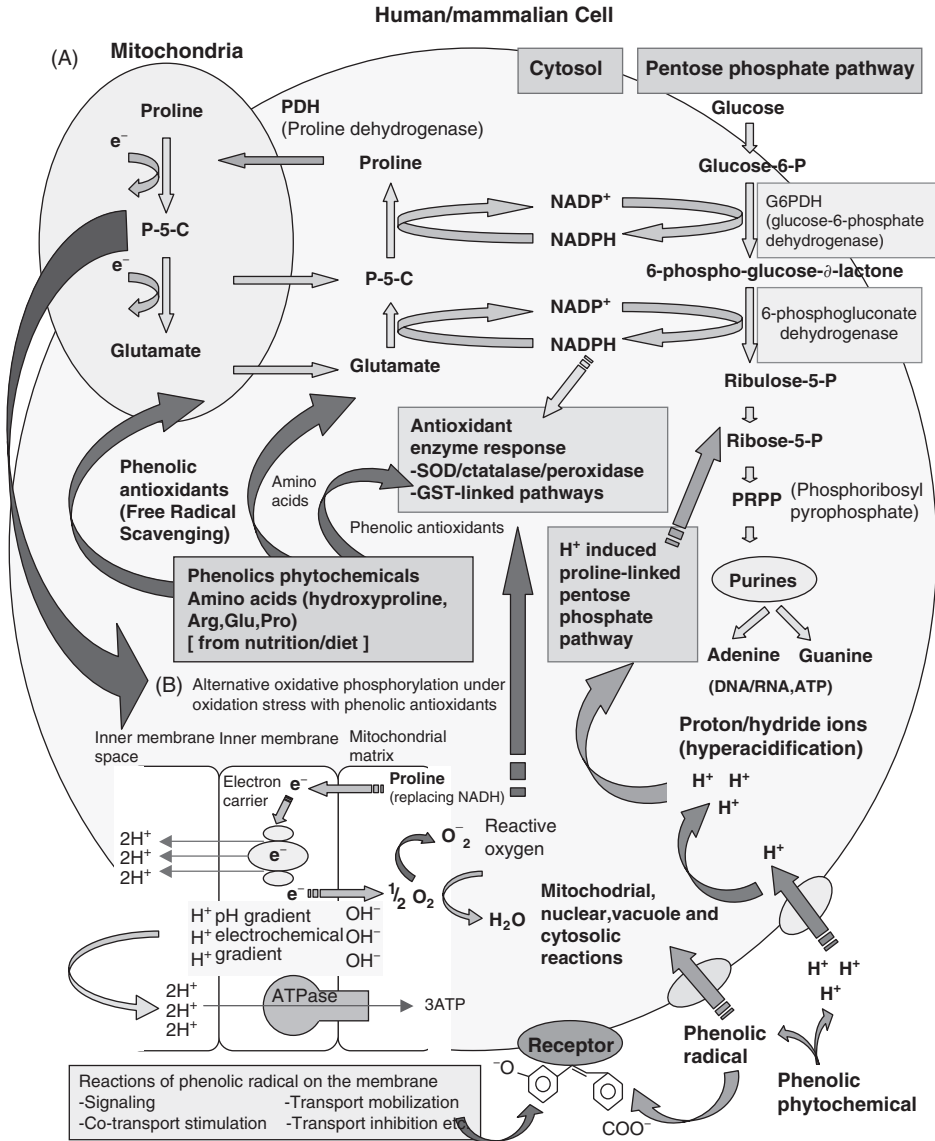 Human/mammalian Cell
(A)
Mitochondria
Cytosol
Pentose phosphate pathway
Proline
e⁻
P-5-C
e⁻
Glutamate
PDH
(Proline dehydrogenase)
Proline
P-5-C
Glutamate
NADP⁺
NADPH
NADP⁺
NADPH
Glucose
Glucose-6-P
G6PDH
(glucose-6-phosphate
dehydrogenase)
6-phospho-glucose-∂-lactone
6-phosphogluconate
dehydrogenase
Ribulose-5-P
Ribose-5-P
PRPP
(Phosphoribosyl
pyrophosphate)
Purines
Adenine
Guanine
(DNA/RNA,ATP)
Antioxidant
enzyme response
-SOD/ctatalase/peroxidase
-GST-linked pathways
Phenolic
antioxidants
(Free Radical
Scavenging)
Amino
acids
Phenolic antioxidants
Phenolics phytochemicals
Amino acids (hydroxyproline,
Arg,Glu,Pro)
[ from nutrition/diet ]
H⁺ induced
proline-linked
pentose
phosphate
pathway
Proton/hydride ions
(hyperacidification)
H⁺ H⁺
H⁺
H⁺
H⁺ H⁺
H⁺
(B)
Alternative oxidative phosphorylation under
oxidation stress with phenolic antioxidants
Inner membrane
space
Inner membrane
Mitochondrial
matrix
Electron
carrier
e⁻
Proline
(replacing NADH)
2H⁺
2H⁺
2H⁺
e⁻
e⁻
½ O₂
O⁻₂
Reactive
oxygen
H₂O
H⁺ pH gradient
H⁺ electrochemical
H⁺ gradient
OH⁻
OH⁻
OH⁻
2H⁺
2H⁺
2H⁺
ATPase
3ATP
Mitochodrial,
nuclear,vacuole and
cytosolic
reactions
Receptor
Phenolic
radical
Phenolic
phytochemical
⁻O
COO⁻
Reactions of phenolic radical on the membrane
-Signaling
-Transport mobilization
-Co-transport stimulation
-Transport inhibition etc.